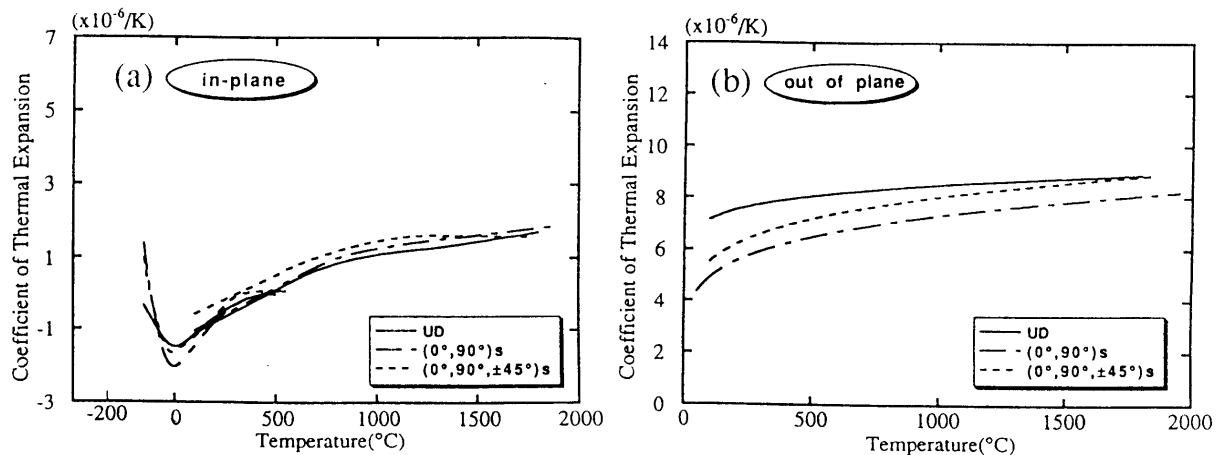 (x10⁻⁶/K)
7
5
3
1
-1
-3
Coefficient of Thermal Expansion
(a) in-plane
UD
(0°,90°)s
(0°,90°,±45°)s
-200 0 500 1000 1500 2000
Temperature(°C)
(x10⁻⁶/K)
14
12
10
8
6
4
2
0
Coefficient of Thermal Expansion
(b) out of plane
UD
(0°,90°)s
(0°,90°,±45°)s
0 500 1000 1500 2000
Temperature(°C)